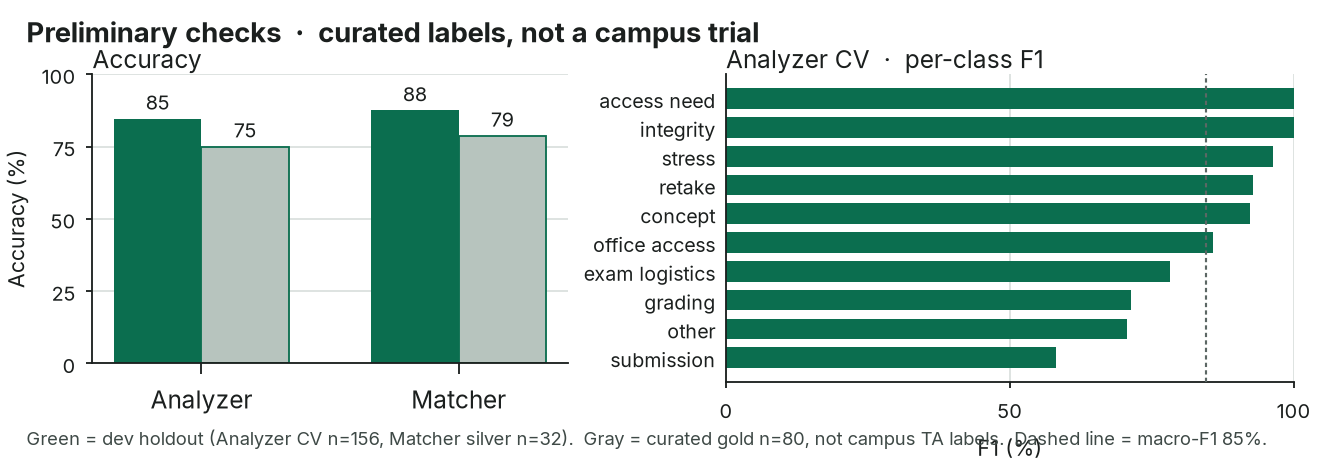 Preliminary checks · curated labels, not a campus trial
Accuracy
Accuracy (%)
100
75
50
25
0
85
75
88
79
Analyzer
Matcher
Analyzer CV · per-class F1
access need
integrity
stress
retake
concept
office access
exam logistics
grading
other
submission
0
50
100
F1 (%)
Green = dev holdout (Analyzer CV n=156, Matcher silver n=32). Gray = curated gold n=80, not campus TA labels. Dashed line = macro-F1 85%.